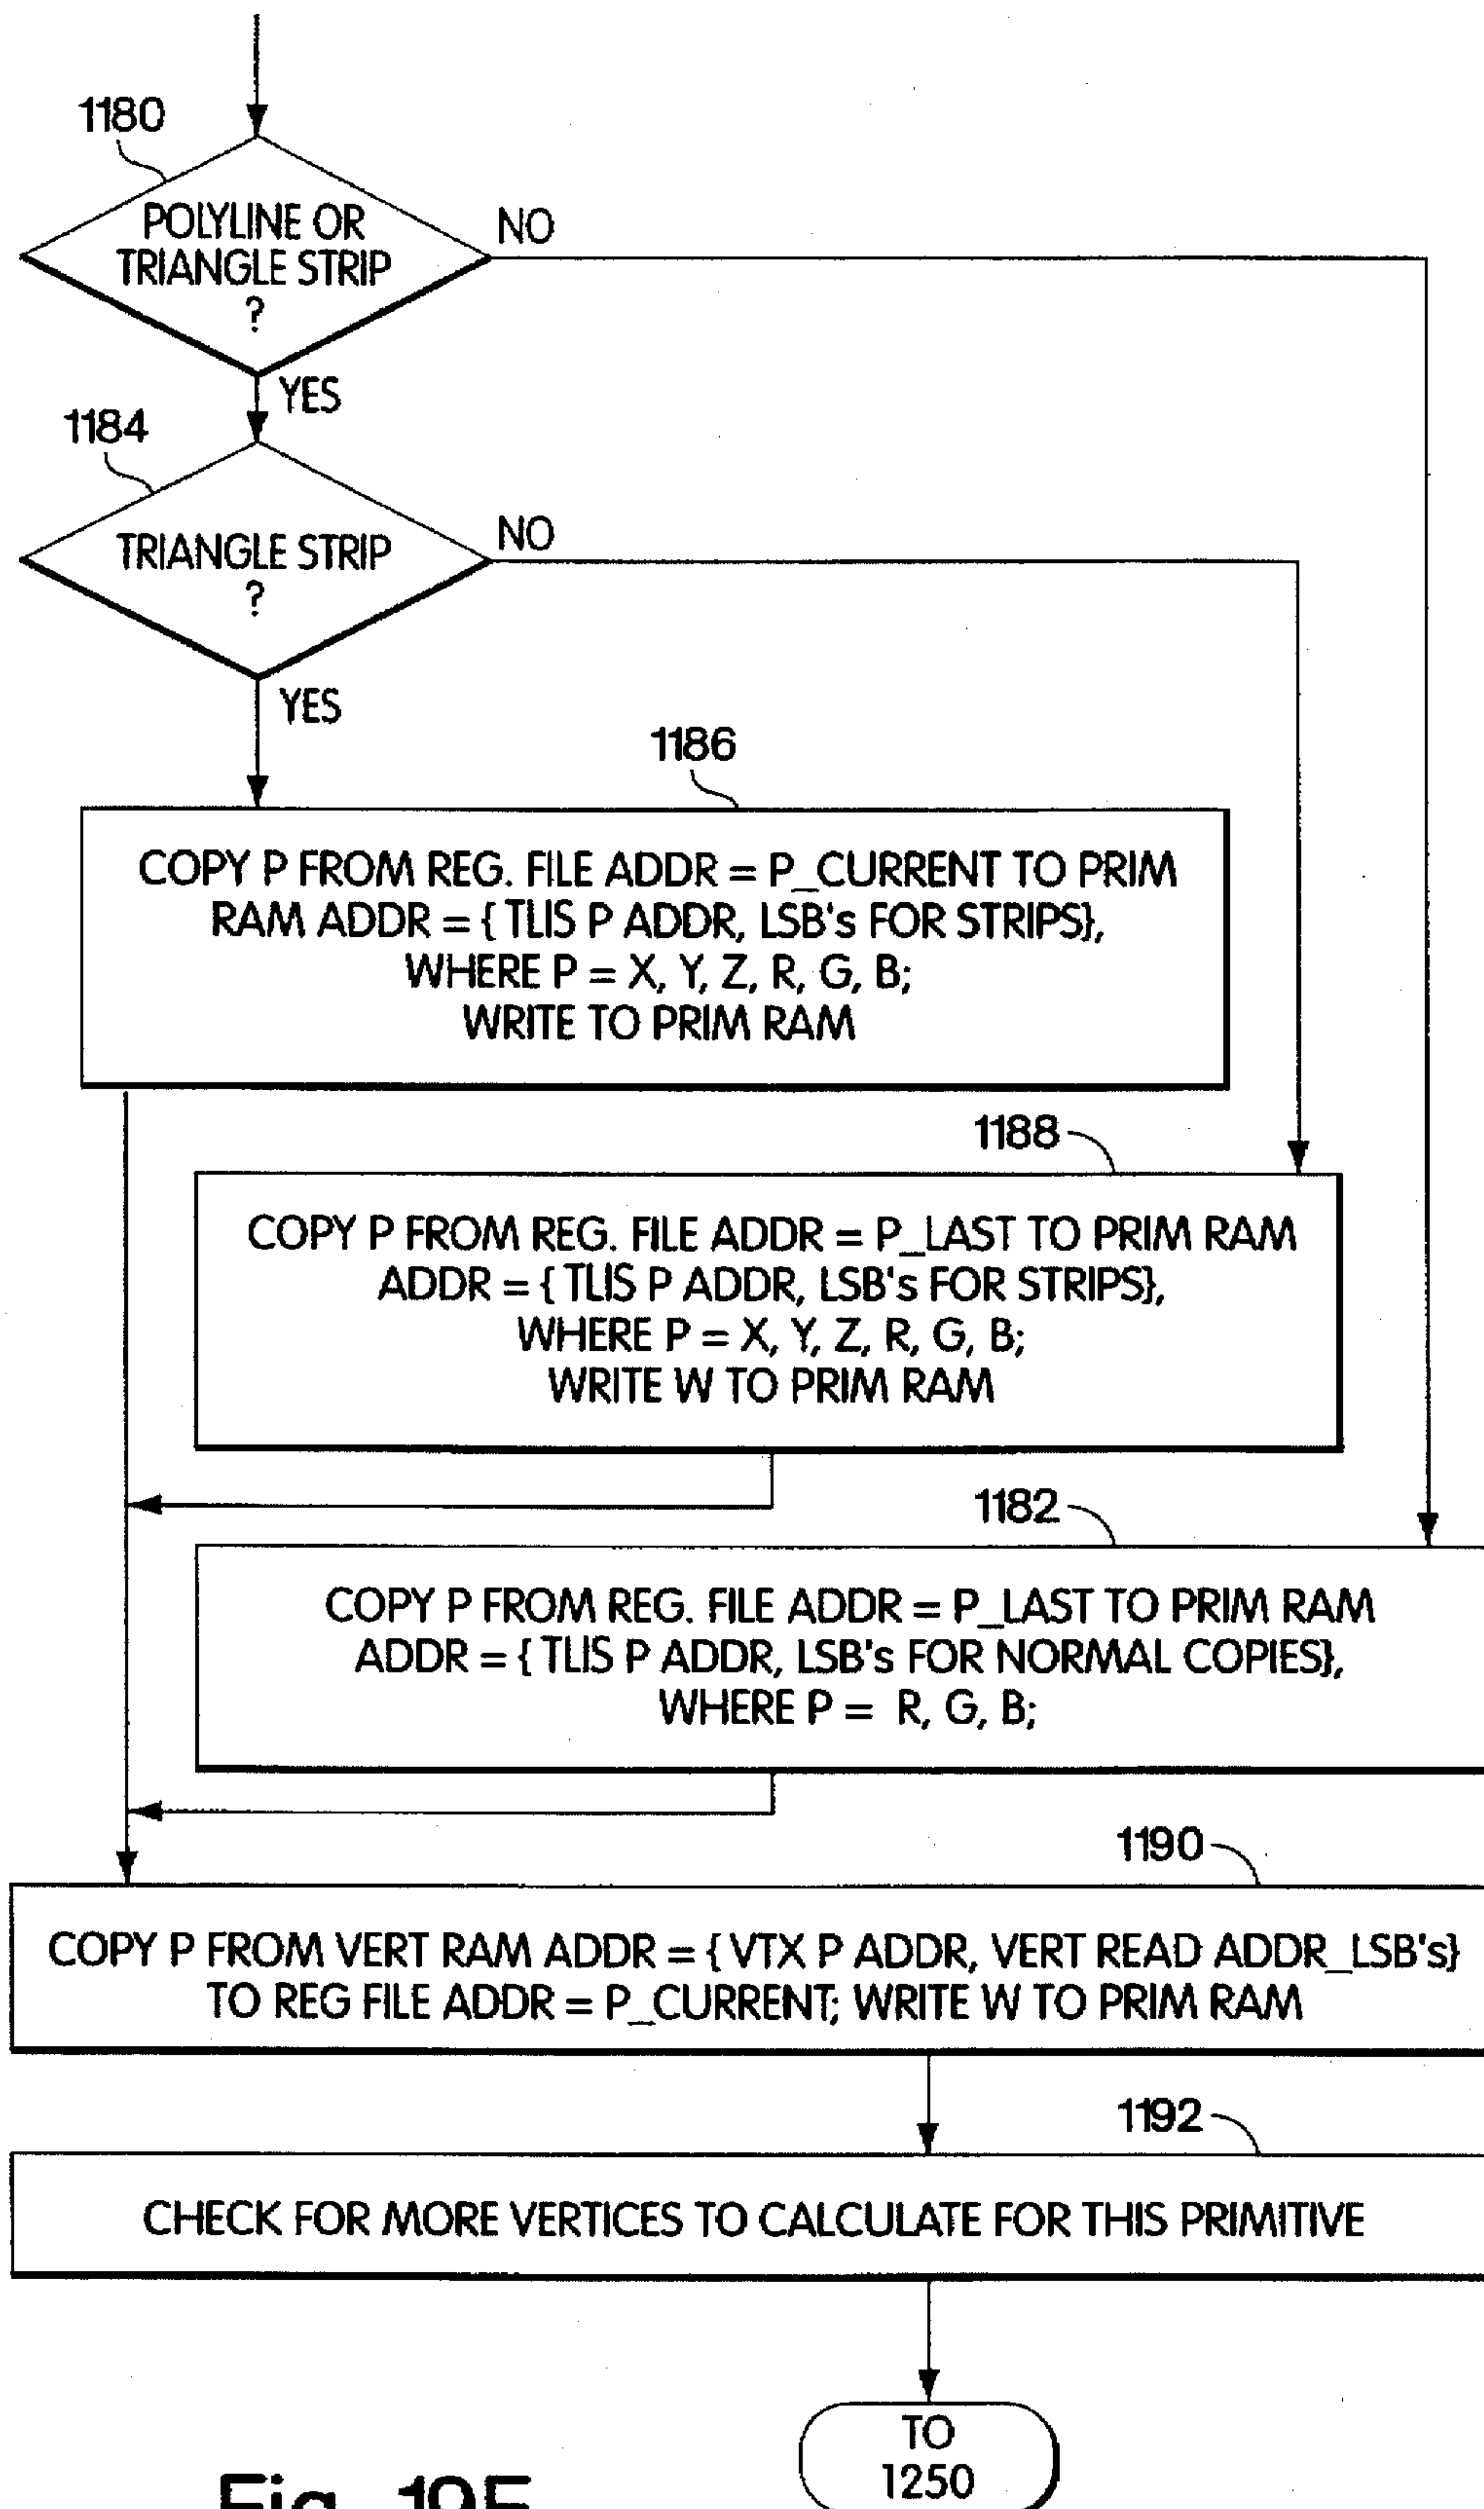 1180
POLYLINE OR
TRIANGLE STRIP
?
NO
YES
1184
TRIANGLE STRIP
?
NO
YES
1186
COPY P FROM REG. FILE ADDR = P_CURRENT TO PRIM
RAM ADDR = { TLIS P ADDR, LSB's FOR STRIPS},
WHERE P = X, Y, Z, R, G, B;
WRITE TO PRIM RAM
1188
COPY P FROM REG. FILE ADDR = P_LAST TO PRIM RAM
ADDR = { TLIS P ADDR, LSB's FOR STRIPS},
WHERE P = X, Y, Z, R, G, B;
WRITE W TO PRIM RAM
1182
COPY P FROM REG. FILE ADDR = P_LAST TO PRIM RAM
ADDR = { TLIS P ADDR, LSB's FOR NORMAL COPIES},
WHERE P = R, G, B;
1190
COPY P FROM VERT RAM ADDR = { VTX P ADDR, VERT READ ADDR_LSB's}
TO REG FILE ADDR = P_CURRENT; WRITE W TO PRIM RAM
1192
CHECK FOR MORE VERTICES TO CALCULATE FOR THIS PRIMITIVE
TO
1250
Fig.